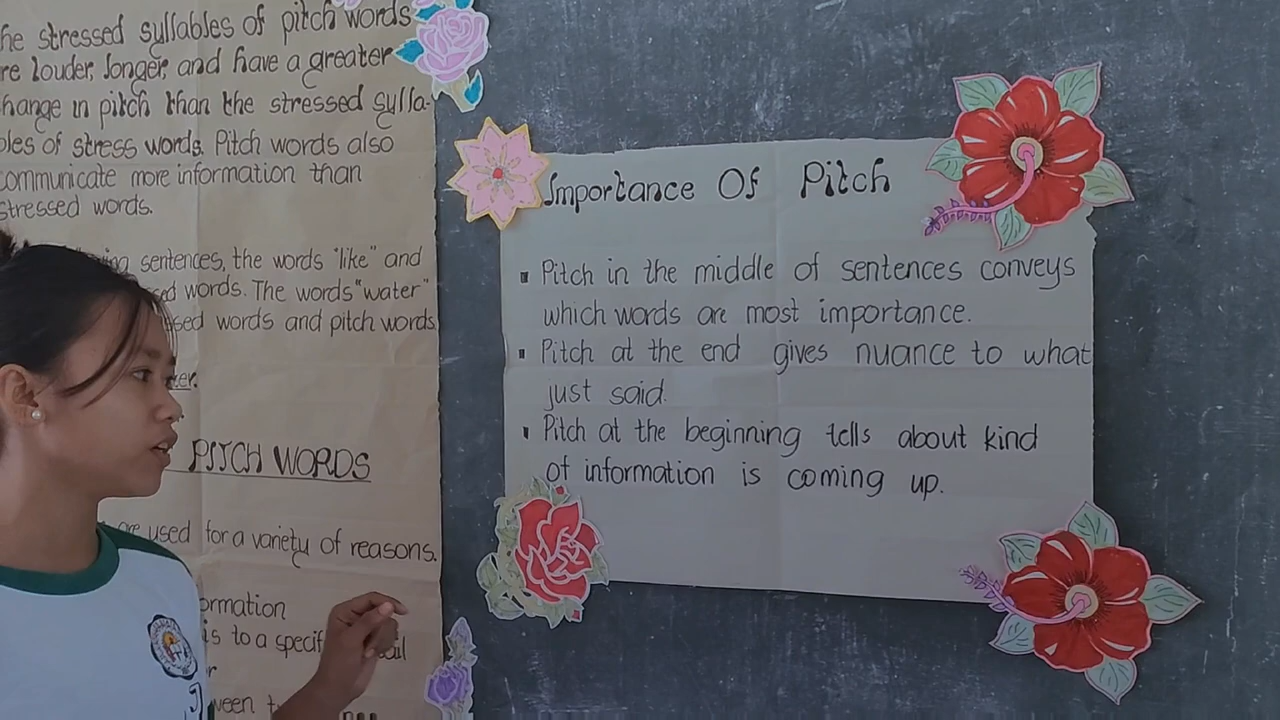 he stressed syllables of pitch words
re louder, longer, and have a greater
hange in pitch than the stressed sylla-
bles of stress words. Pitch words also
communicate more information than
stressed words.
ing sentences, the words "like" and
ed words. The words "water"
ssed words and pitch words
ter.
PITCH WORDS
are used for a variety of reasons.
ormation
is to a specif
ween
Importance Of Pitch
▪ Pitch in the middle of sentences conveys
which words are most importance.
▪ Pitch at the end gives nuance to what
just said.
▪ Pitch at the beginning tells about kind
of information is coming up.